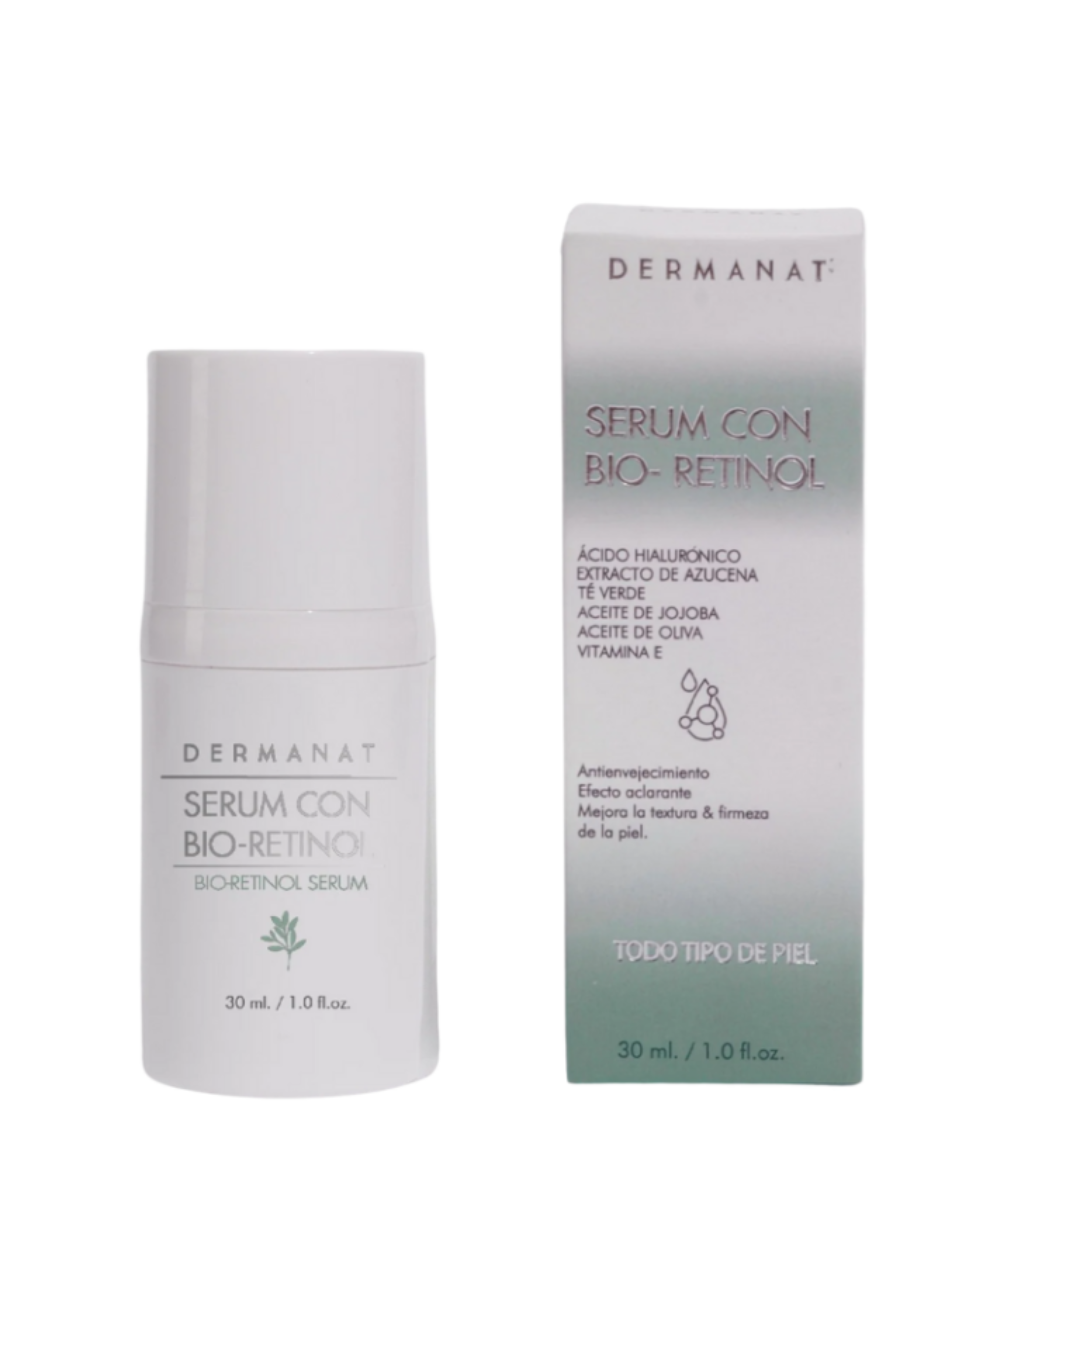 DERMANAT
SERUM CON
BIO-RETINOL
BIO-RETINOL SERUM
30 ml. / 1.0 fl.oz.
DERMANAT
SERUM CON
BIO- RETINOL
ÁCIDO HIALURÓNICO
EXTRACTO DE AZUCENA
TÉ VERDE
ACEITE DE JOJOBA
ACEITE DE OLIVA
VITAMINA E
Antienvejecimiento
Efecto aclarante
Mejora la textura & firmeza
de la piel.
TODO TIPO DE PIEL
30 ml. / 1.0 fl.oz.